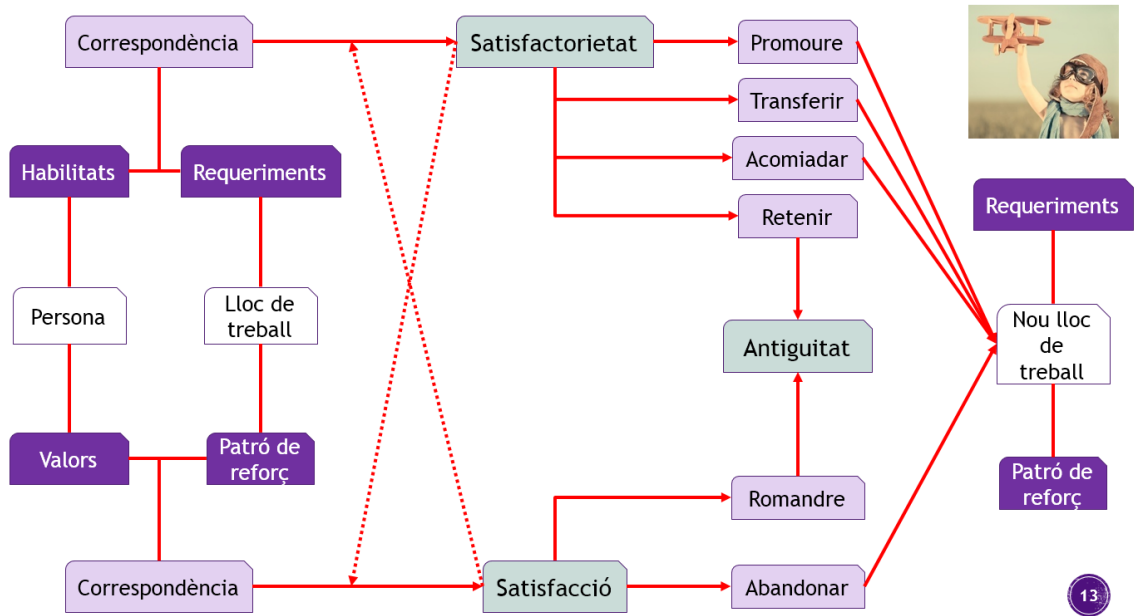 Correspondència
Satisfactorietat
Promoure
Transferir
Habilitats
Requeriments
Acomiadar
Retenir
Requeriments
Persona
Lloc de
treball
Antiguitat
Nou lloc
de
treball
Valors
Patró de
reforç
Romandre
Patró de
reforç
Correspondència
Satisfacció
Abandonar
13